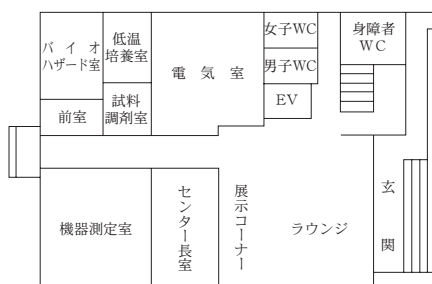 バイオ
ハザード室
低温
培養室
電気室
女子WC
男子WC
EV
身障者
WC
前室
試料
調剤室
機器測定室
センター長室
展示コーナー
ラウンジ
玄関